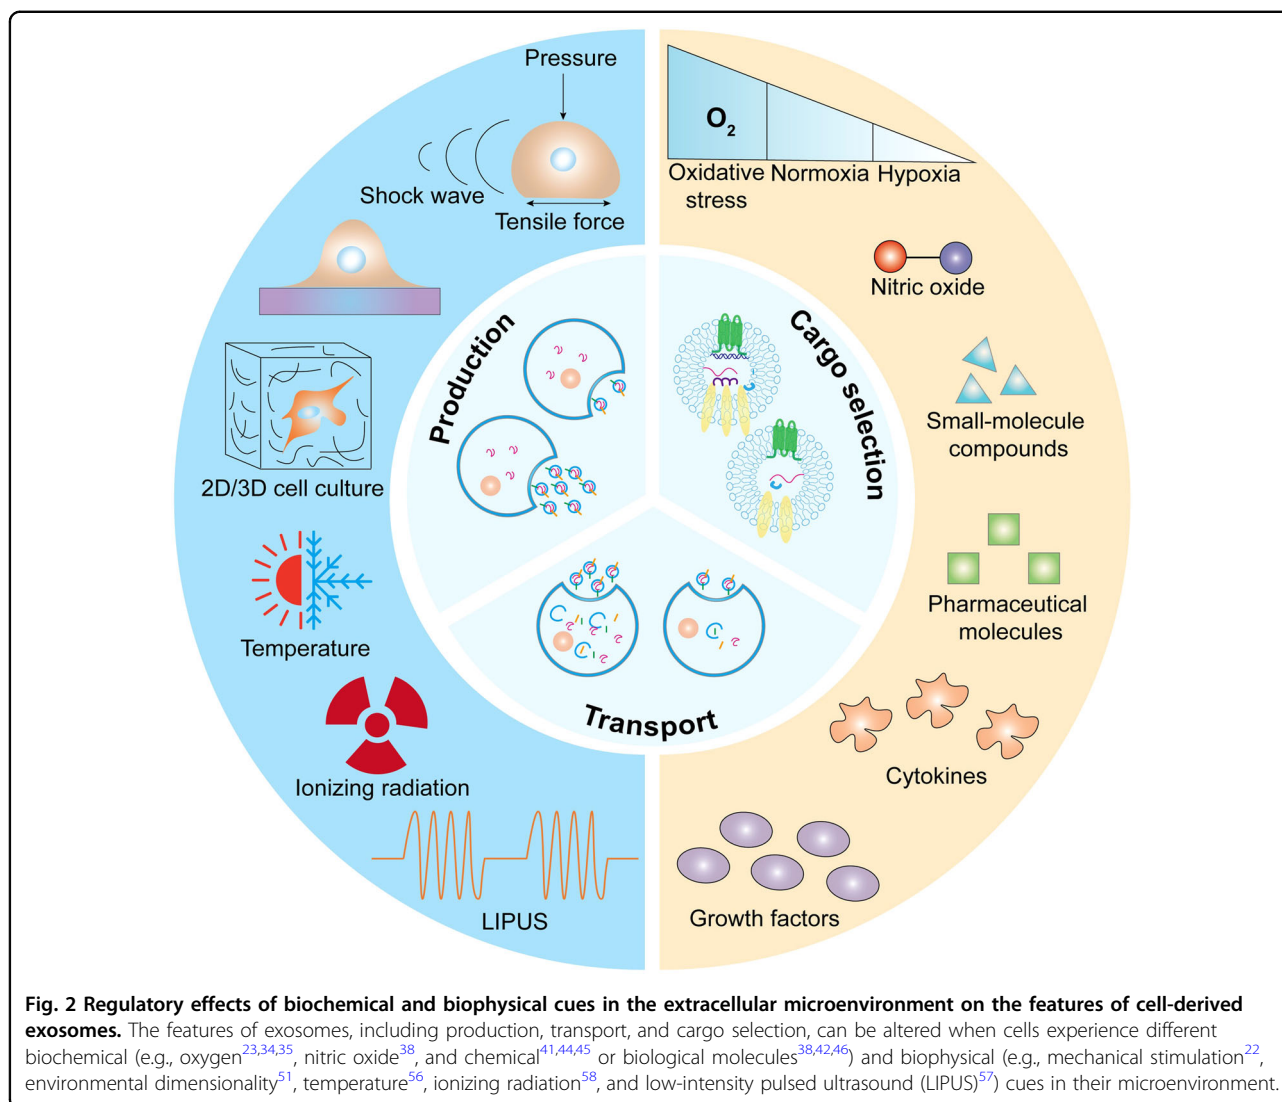 Pressure
Shock wave
Tensile force
2D/3D cell culture
Temperature
Ionizing radiation
LIPUS
O2
Oxidative stress
Normoxia
Hypoxia
Nitric oxide
Small-molecule
compounds
Pharmaceutical
molecules
Cytokines
Growth factors
Production
Cargo selection
Transport
Fig. 2 Regulatory effects of biochemical and biophysical cues in the extracellular microenvironment on the features of cell-derived
exosomes. The features of exosomes, including production, transport, and cargo selection, can be altered when cells experience different
biochemical (e.g., oxygen23,34,35, nitric oxide38, and chemical41,44,45 or biological molecules38,42,46) and biophysical (e.g., mechanical stimulation22,
environmental dimensionality51, temperature56, ionizing radiation58, and low-intensity pulsed ultrasound (LIPUS)57) cues in their microenvironment.